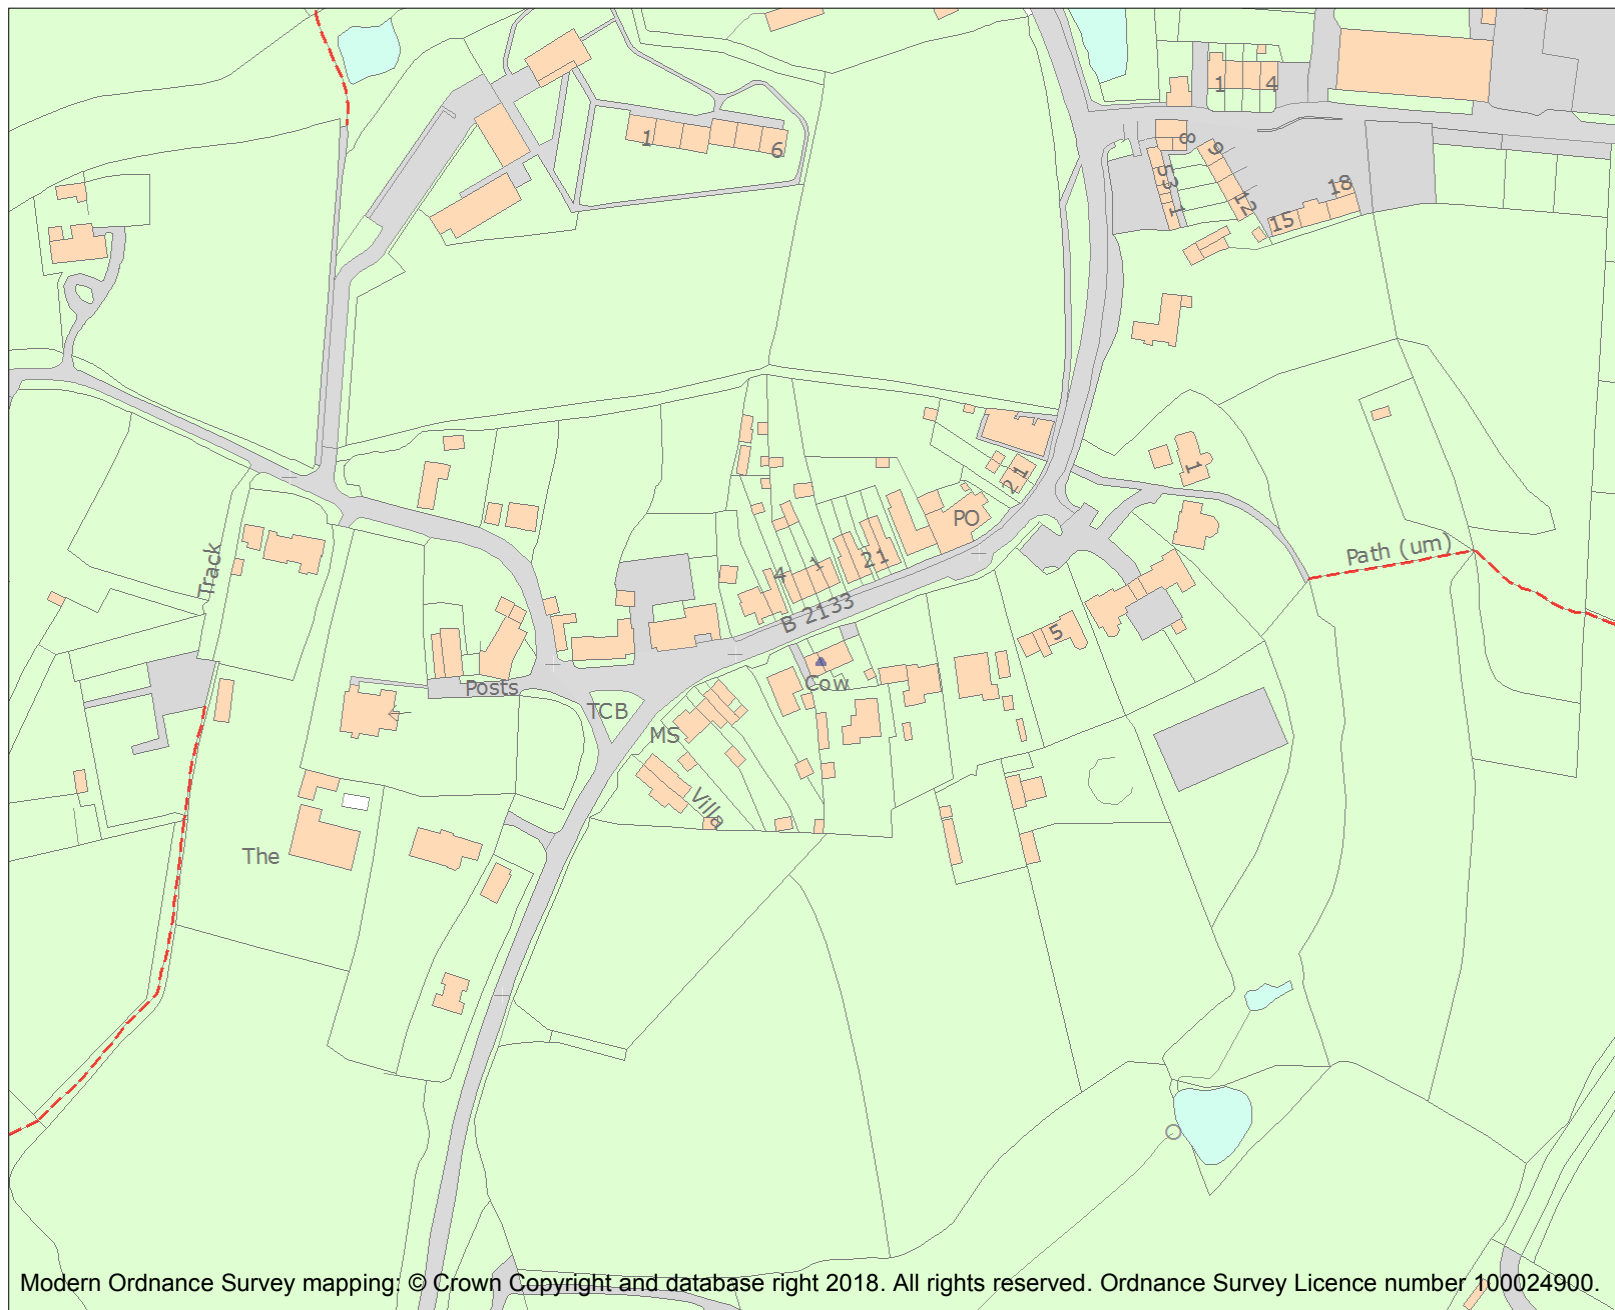 1
4
8
1
6
9
5
3
1
12
18
15
1
2 1
PO
Path (um)
Track
4
1
21
B 2133
5
Cow
Posts
TCB
MS
Villa
The
Modern Ordnance Survey mapping: © Crown Copyright and database right 2018. All rights reserved. Ordnance Survey Licence number 100024900.